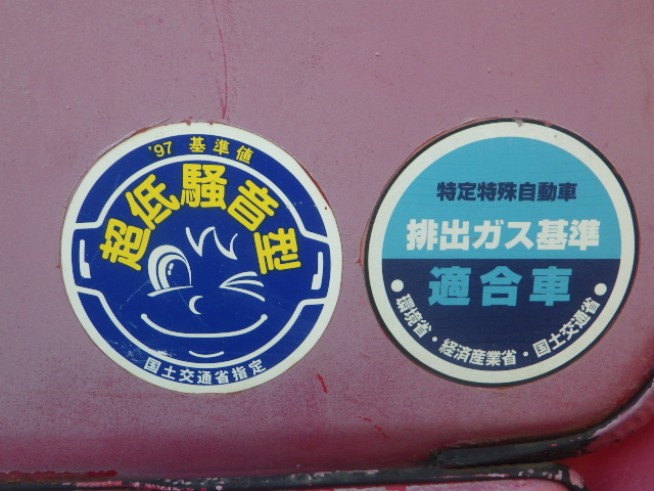 '97 基準値
超低騒音型
国土交通省指定
特定特殊自動車
排出ガス基準
適合車
●環境省・経済産業省・国土交通省●